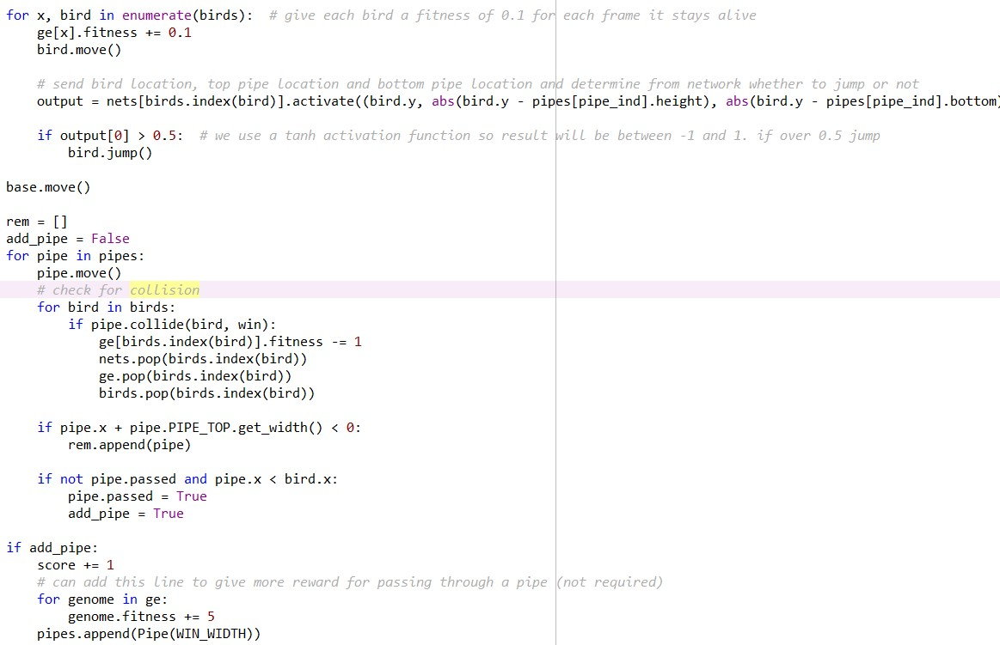 for x, bird in enumerate(birds):  # give each bird a fitness of 0.1 for each frame it stays alive
    ge[x].fitness += 0.1
    bird.move()

    # send bird location, top pipe location and bottom pipe location and determine from network whether to jump or not
    output = nets[birds.index(bird)].activate((bird.y, abs(bird.y - pipes[pipe_ind].height), abs(bird.y - pipes[pipe_ind].bottom)

    if output[0] > 0.5:  # we use a tanh activation function so result will be between -1 and 1. if over 0.5 jump
        bird.jump()

base.move()

rem = []
add_pipe = False
for pipe in pipes:
    pipe.move()
    # check for collision
    for bird in birds:
        if pipe.collide(bird, win):
            ge[birds.index(bird)].fitness -= 1
            nets.pop(birds.index(bird))
            ge.pop(birds.index(bird))
            birds.pop(birds.index(bird))

    if pipe.x + pipe.PIPE_TOP.get_width() < 0:
        rem.append(pipe)

    if not pipe.passed and pipe.x < bird.x:
        pipe.passed = True
        add_pipe = True

if add_pipe:
    score += 1
    # can add this line to give more reward for passing through a pipe (not required)
    for genome in ge:
        genome.fitness += 5
    pipes.append(Pipe(WIN_WIDTH))